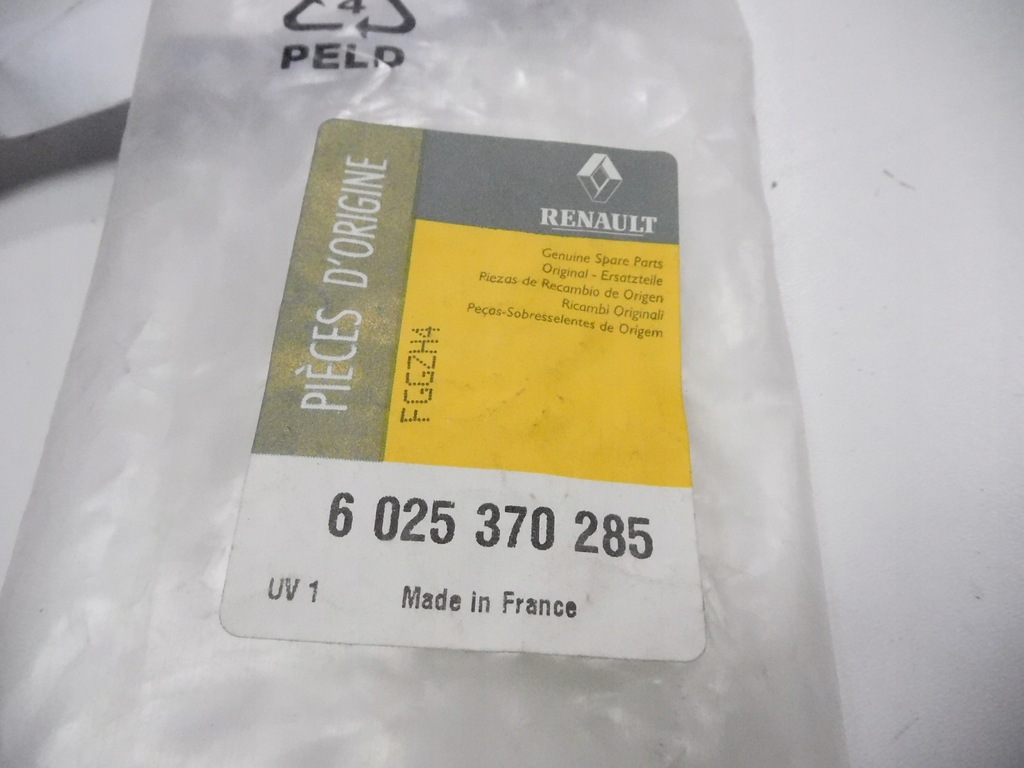 4
PELD
PIÈCES D'ORIGINE
RENAULT
Genuine Spare Parts
Original - Ersatzteile
Piezas de Recambio de Origen
Ricambi Originali
Peças-Sobresselentes de Origem
FGGZH4
6 025 370 285
UV 1
Made in France